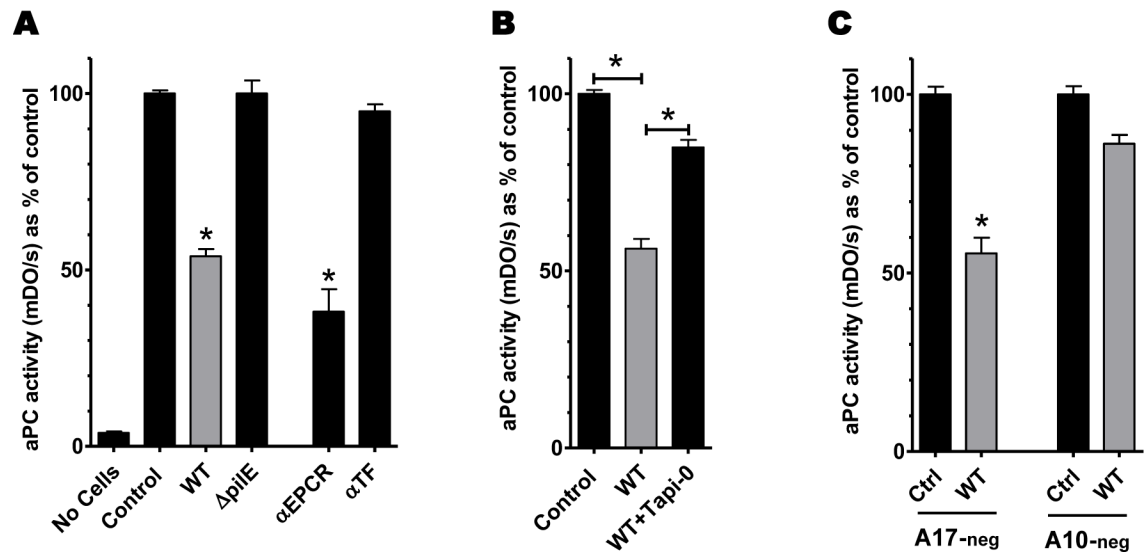 A
aPC activity (mDO/s) as % of control
100
50
0
*
*
No Cells
Control
WT
ΔpilE
αEPCR
αTF
B
aPC activity (mDO/s) as % of control
100
50
0
*
*
Control
WT
WT+Tapi-0
C
aPC activity (mDO/s) as % of control
100
50
0
*
Ctrl
WT
Ctrl
WT
A17-neg
A10-neg